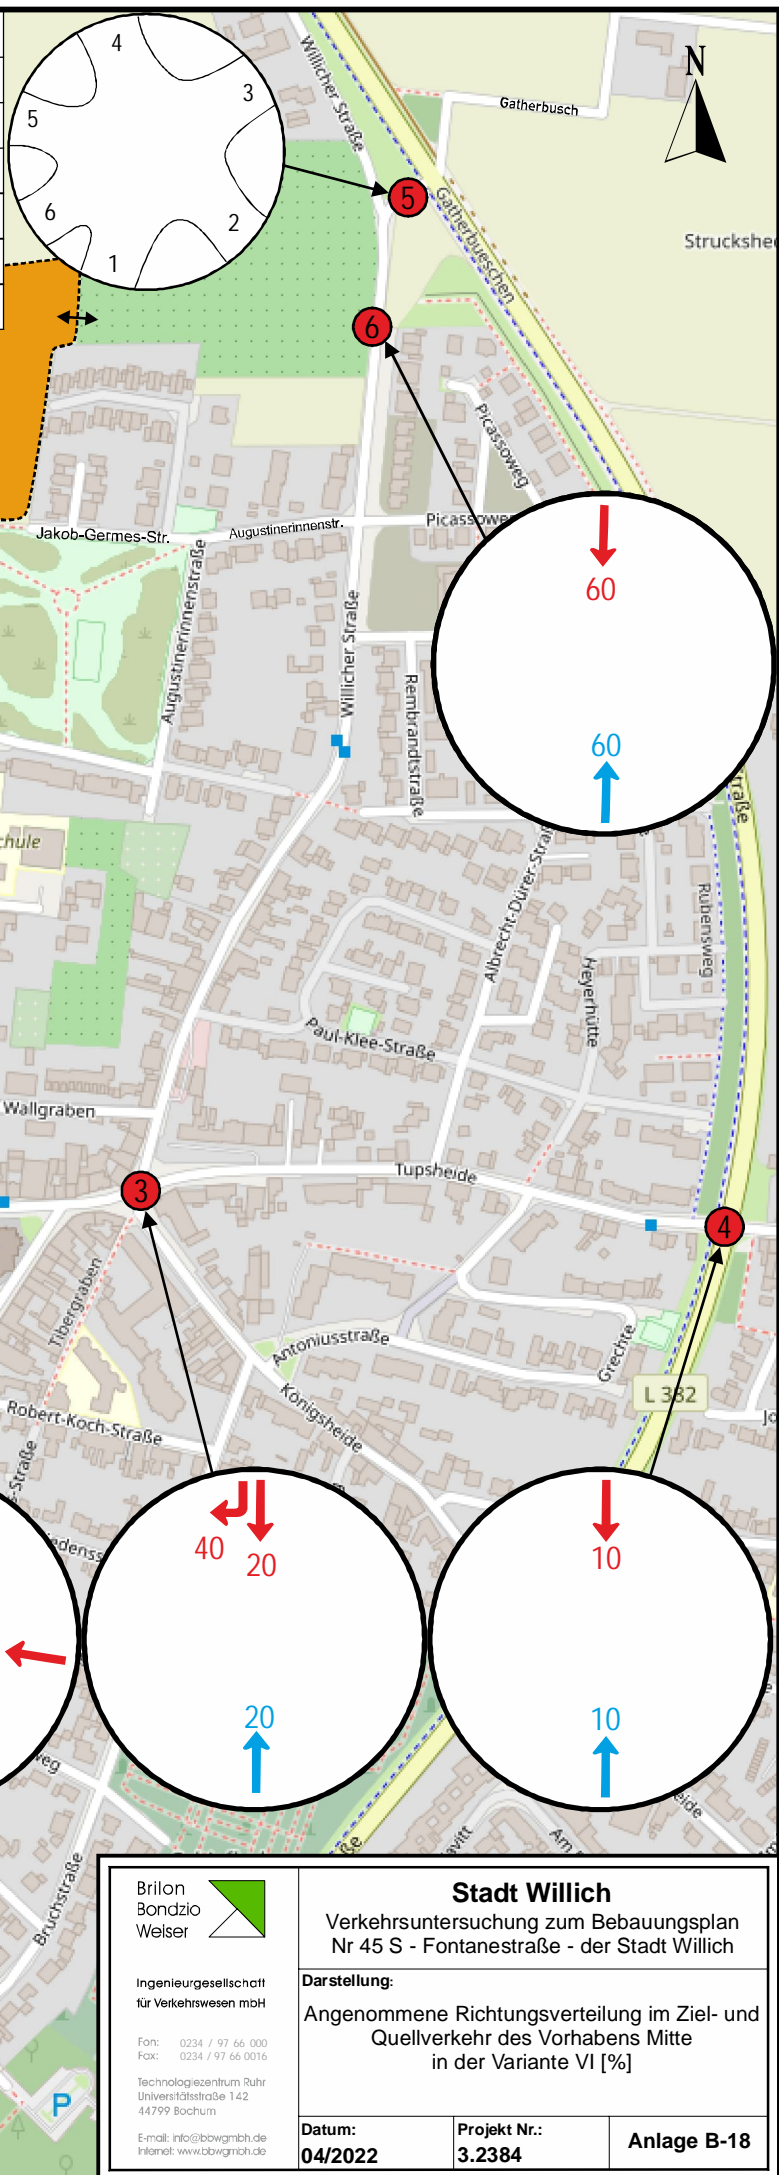 4
3
5
6
2
1
Willicher Straße
Gatherbusch
N
5
Gatherbueschen
6
Picassoweg
Jakob-Germes-Str.
Augustinerinnenstr.
Augustinerinnenstraße
Willicher Straße
Rembrandtstraße
60
60
Albrecht-Dürer-Straß
Rubensweg
Heyerhütte
Paul-Klee-Straße
Wallgraben
Tupsheide
3
4
Tibergraben
Antoniusstraße
Grechte
L 382
Königsheide
Robert-Koch-Straße
40
20
10
20
10
Bruchstraße
P
Brilon
Bondzio
Weiser
Ingenieurgesellschaft
für Verkehrswesen mbH
Fon: 0234 / 97 66 000
Fax: 0234 / 97 66 0016
Technologiezentrum Ruhr
Universitätsstraße 142
44799 Bochum
E-mail: info@bbwgmbh.de
Internet: www.bbwgmbh.de
Stadt Willich
Verkehrsuntersuchung zum Bebauungsplan
Nr 45 S - Fontanestraße - der Stadt Willich
Darstellung:
Angenommene Richtungsverteilung im Ziel- und
Quellverkehr des Vorhabens Mitte
in der Variante VI [%]
Datum:
04/2022
Projekt Nr.:
3.2384
Anlage B-18